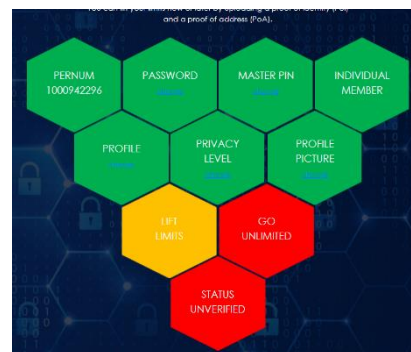 and a proof of address (PoA).
PERNUM
1000942296
PASSWORD
MASTER PIN
INDIVIDUAL
MEMBER
PROFILE
PRIVACY
LEVEL
PROFILE
PICTURE
LIFT
LIMITS
GO
UNLIMITED
STATUS
UNVERIFIED